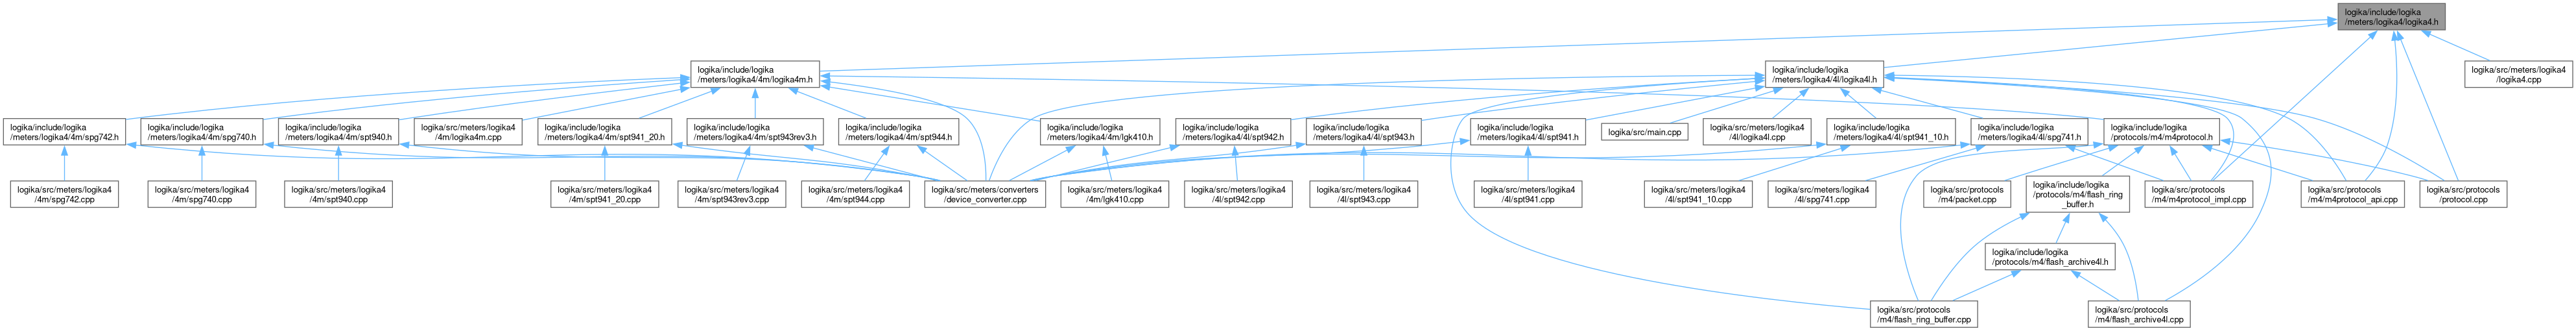 logika/include/logika
/meters/logika4/logika4.h
logika/include/logika
/meters/logika4/4m/logika4m.h
logika/include/logika
/meters/logika4/4l/logika4l.h
logika/src/meters/logika4
/logika4.cpp
logika/include/logika
/meters/logika4/4m/spg742.h
logika/include/logika
/meters/logika4/4m/spg740.h
logika/include/logika
/meters/logika4/4m/spt940.h
logika/src/meters/logika4
/4m/logika4m.cpp
logika/include/logika
/meters/logika4/4m/spt941_20.h
logika/include/logika
/meters/logika4/4m/spt943rev3.h
logika/include/logika
/meters/logika4/4m/spt944.h
logika/include/logika
/meters/logika4/4m/lgk410.h
logika/include/logika
/meters/logika4/4l/spt942.h
logika/include/logika
/meters/logika4/4l/spt943.h
logika/include/logika
/meters/logika4/4l/spt941.h
logika/src/main.cpp
logika/src/meters/logika4
/4l/logika4l.cpp
logika/include/logika
/meters/logika4/4l/spt941_10.h
logika/include/logika
/meters/logika4/4l/spg741.h
logika/include/logika
/protocols/m4/m4protocol.h
logika/src/meters/logika4
/4m/spg742.cpp
logika/src/meters/logika4
/4m/spg740.cpp
logika/src/meters/logika4
/4m/spt940.cpp
logika/src/meters/logika4
/4m/spt941_20.cpp
logika/src/meters/logika4
/4m/spt943rev3.cpp
logika/src/meters/logika4
/4m/spt944.cpp
logika/src/meters/converters
/device_converter.cpp
logika/src/meters/logika4
/4m/lgk410.cpp
logika/src/meters/logika4
/4l/spt942.cpp
logika/src/meters/logika4
/4l/spt943.cpp
logika/src/meters/logika4
/4l/spt941.cpp
logika/src/meters/logika4
/4l/spt941_10.cpp
logika/src/meters/logika4
/4l/spg741.cpp
logika/src/protocols
/m4/packet.cpp
logika/include/logika
/protocols/m4/flash_ring
_buffer.h
logika/src/protocols
/m4/m4protocol_impl.cpp
logika/src/protocols
/m4/m4protocol_api.cpp
logika/src/protocols
/protocol.cpp
logika/include/logika
/protocols/m4/flash_archive4l.h
logika/src/protocols
/m4/flash_ring_buffer.cpp
logika/src/protocols
/m4/flash_archive4l.cpp